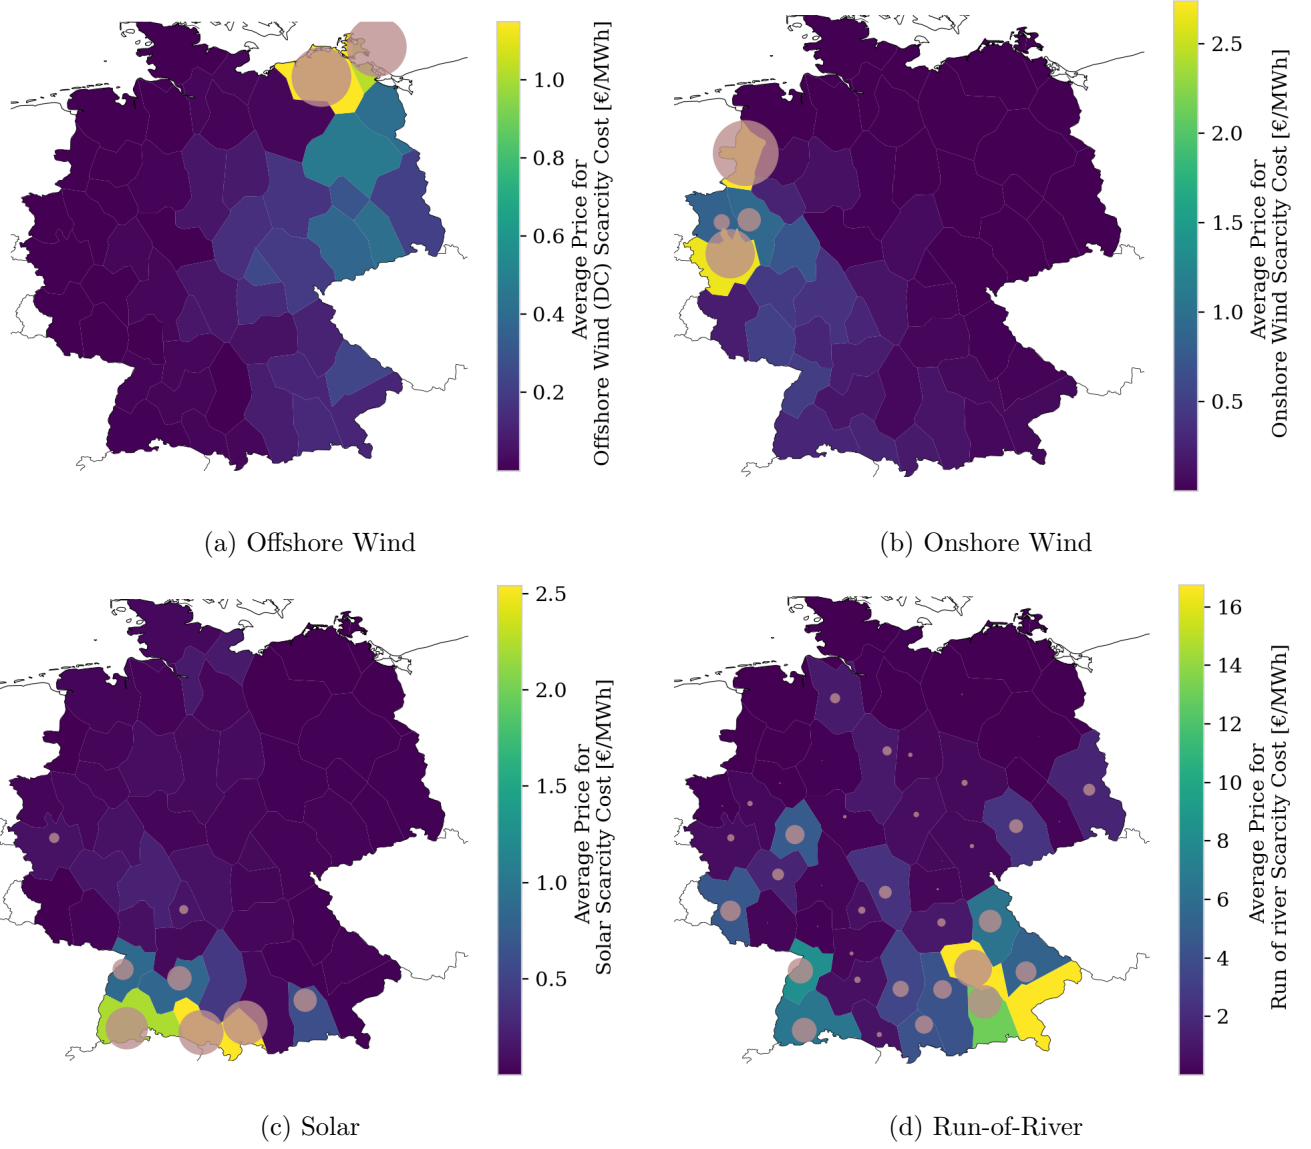 1.0
0.8
0.6
0.4
0.2
Average Price for
Offshore Wind (DC) Scarcity Cost [€/MWh]
(a) Offshore Wind
2.5
2.0
1.5
1.0
0.5
Average Price for
Onshore Wind Scarcity Cost [€/MWh]
(b) Onshore Wind
2.5
2.0
1.5
1.0
0.5
Average Price for
Solar Scarcity Cost [€/MWh]
(c) Solar
16
14
12
10
8
6
4
2
Average Price for
Run of river Scarcity Cost [€/MWh]
(d) Run-of-River